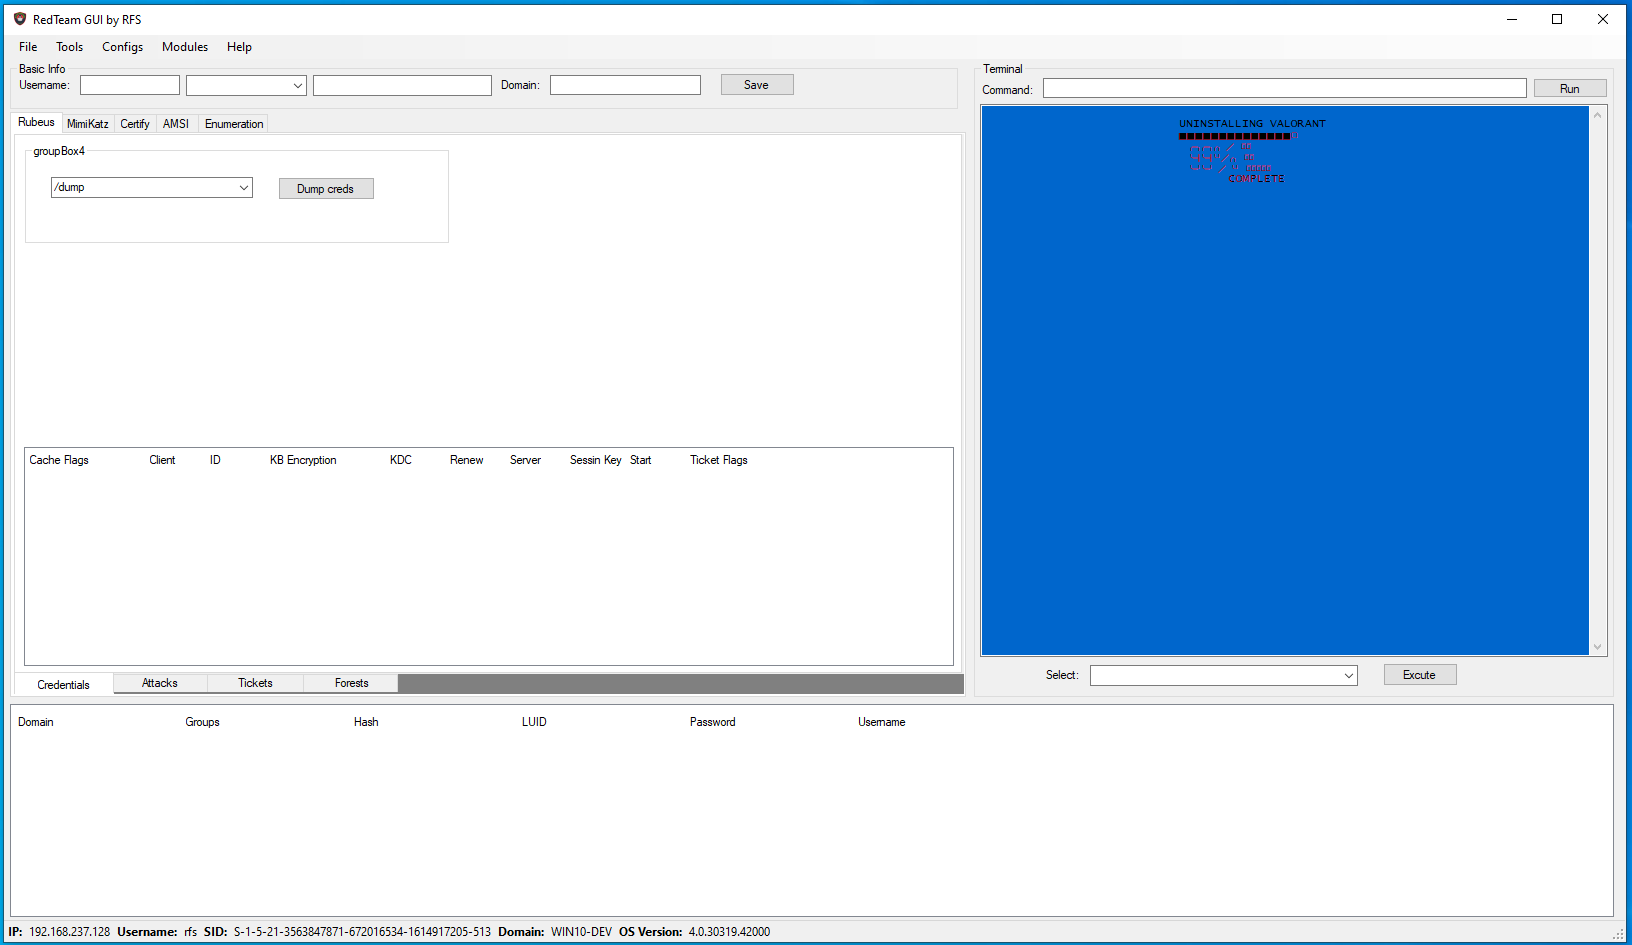 RedTeam GUI by RFS
File Tools Configs Modules Help
Basic Info
Username: Domain: Save
Rubeus MimiKatz Certify AMSI Enumeration
groupBox4
/dump Dump creds
Cache Flags Client ID KB Encryption KDC Renew Server Sessin Key Start Ticket Flags
Credentials Attacks Tickets Forests
Terminal
Command: Run
UNINSTALLING VALORANT
COMPLETE
Select: Excute
Domain Groups Hash LUID Password Username
IP: 192.168.237.128 Username: rfs SID: S-1-5-21-3563847871-672016534-1614917205-513 Domain: WIN10-DEV OS Version: 4.0.30319.42000